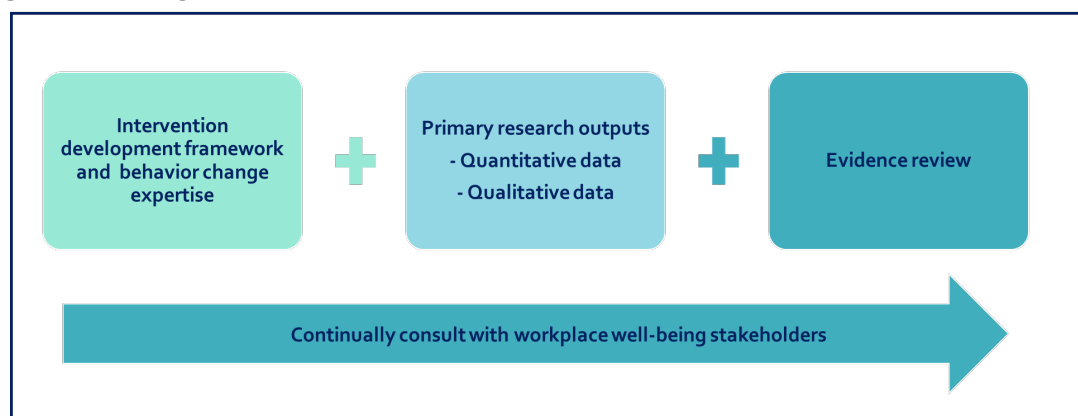 Intervention
development framework
and behavior change
expertise
Primary research outputs
- Quantitative data
- Qualitative data
Evidence review
Continually consult with workplace well-being stakeholders